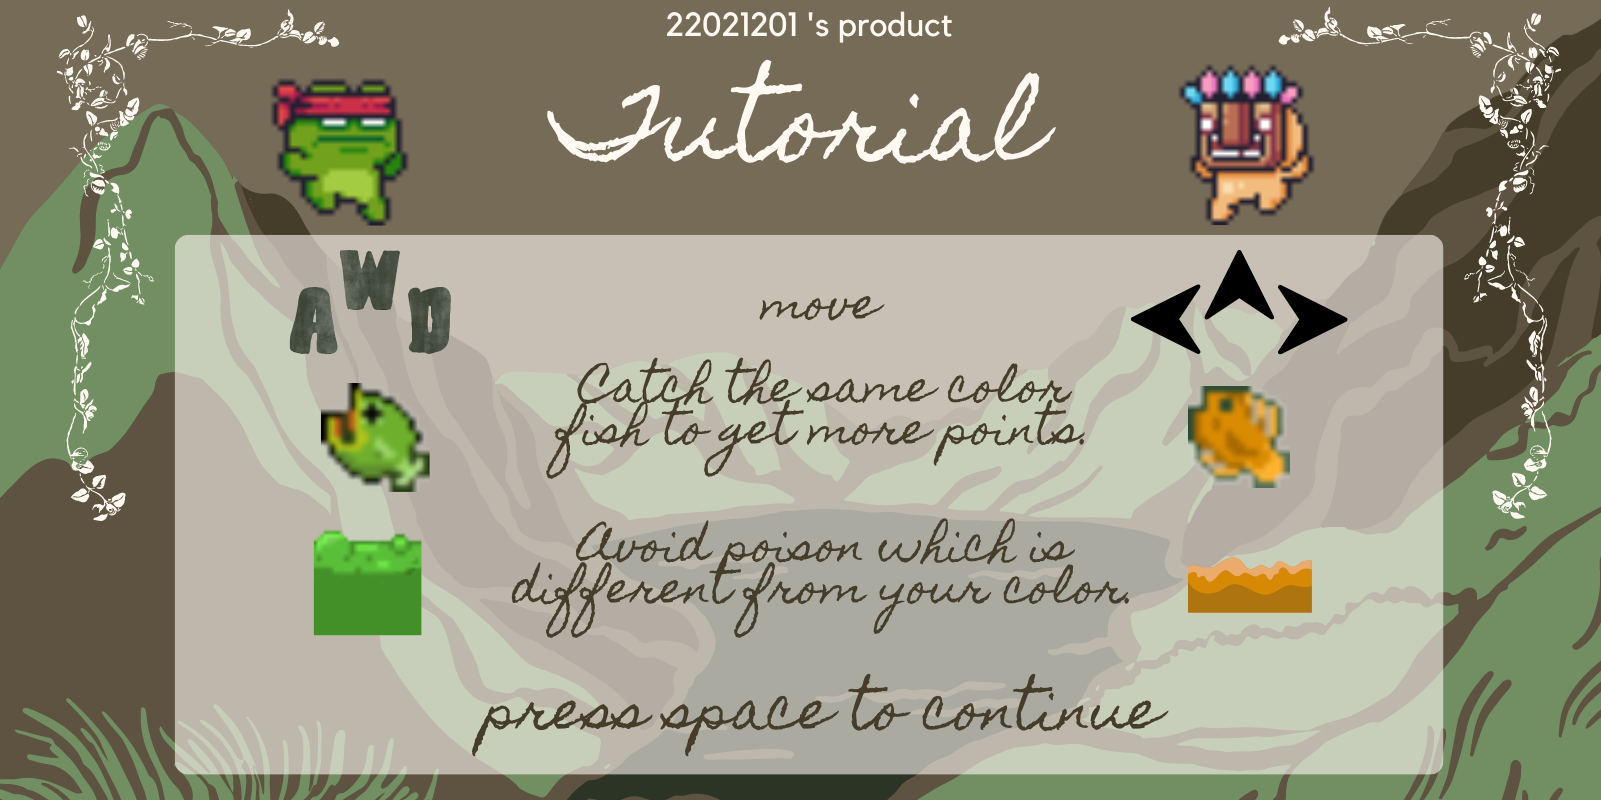 22021201 's product
Tutorial
A W D
move
Catch the same color
fish to get more points.
Avoid poison which is
different from your color.
press space to continue